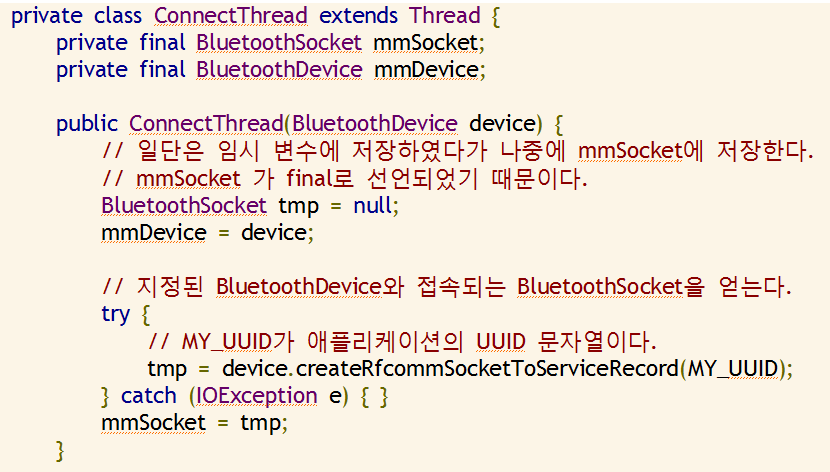 private class ConnectThread extends Thread {
private final BluetoothSocket mmSocket;
private final BluetoothDevice mmDevice;
public ConnectThread(BluetoothDevice device) {
// 일단은 임시 변수에 저장하였다가 나중에 mmSocket에 저장한다.
// mmSocket 가 final로 선언되었기 때문이다.
BluetoothSocket tmp = null;
mmDevice = device;
// 지정된 BluetoothDevice와 접속되는 BluetoothSocket을 얻는다.
try {
// MY_UUID가 애플리케이션의 UUID 문자열이다.
tmp = device.createRfcommSocketToServiceRecord(MY_UUID);
} catch (IOException e) { }
mmSocket = tmp;
}